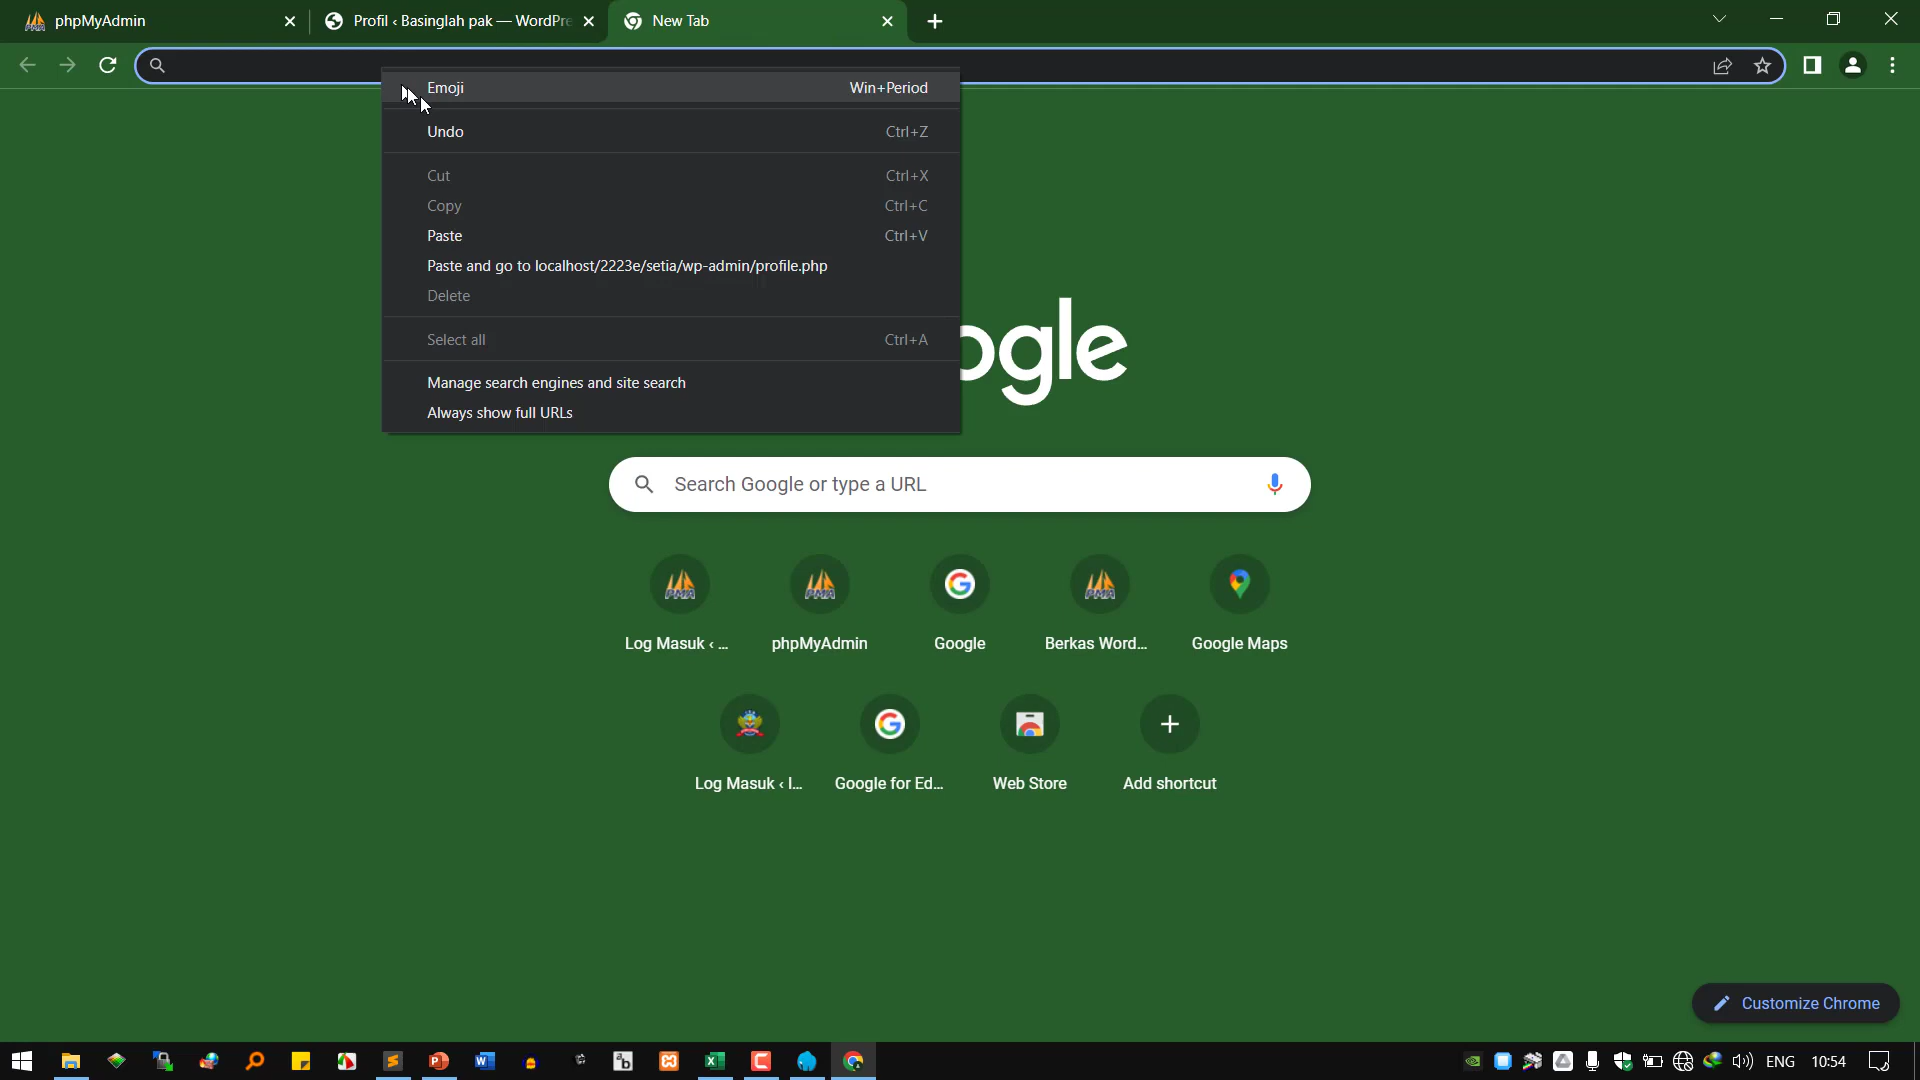 phpMyAdmin
Profil ‹ Basinglah pak — WordPre
New Tab
Emoji Win+Period
Undo Ctrl+Z
Cut Ctrl+X
Copy Ctrl+C
Paste Ctrl+V
Paste and go to localhost/2223e/setia/wp-admin/profile.php
Delete
Select all Ctrl+A
Manage search engines and site search
Always show full URLs
ogle
Search Google or type a URL
Log Masuk ‹ ...
phpMyAdmin
Google
Berkas Word...
Google Maps
Log Masuk ‹ I...
Google for Ed...
Web Store
Add shortcut
Customize Chrome
ENG 10:54